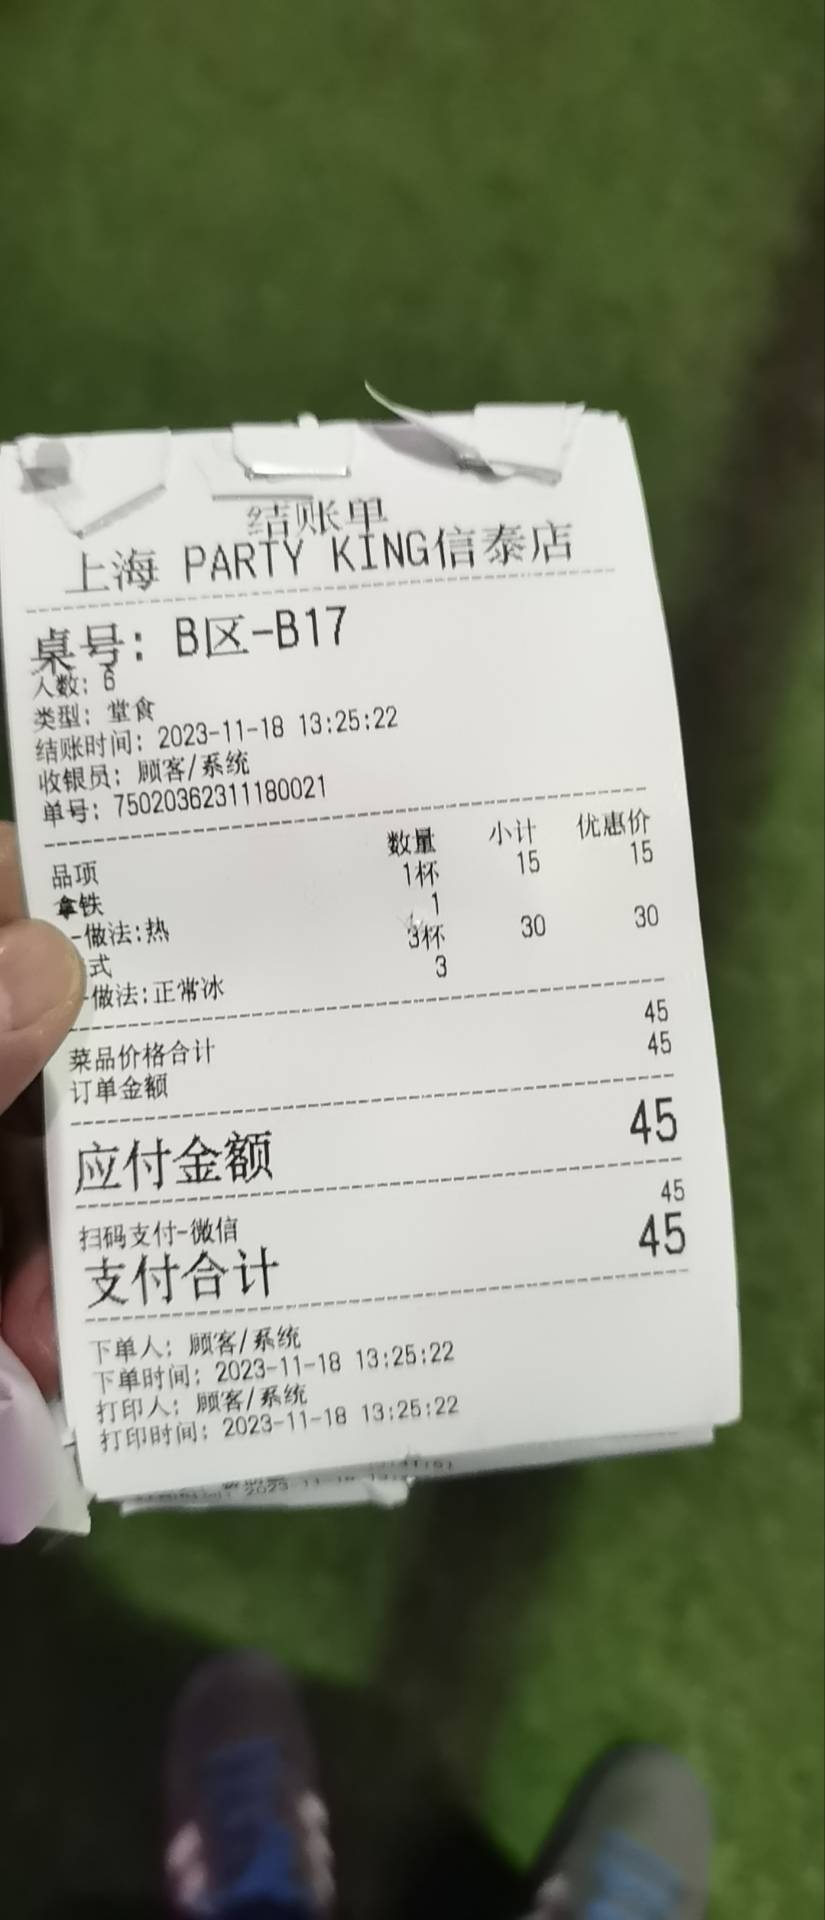 结账单
上海 PARTY KING信泰店
桌号: B区-B17
人数: 6
类型: 堂食
结账时间: 2023-11-18 13:25:22
收银员: 顾客/系统
单号: 75020362311180021
品项 数量 小计 优惠价
拿铁 1杯 15 15
-做法:热 1
式 3杯 30 30
-做法:正常冰 3
菜品价格合计 45
订单金额 45
应付金额 45
扫码支付-微信 45
支付合计 45
下单人: 顾客/系统
下单时间: 2023-11-18 13:25:22
打印人: 顾客/系统
打印时间: 2023-11-18 13:25:22